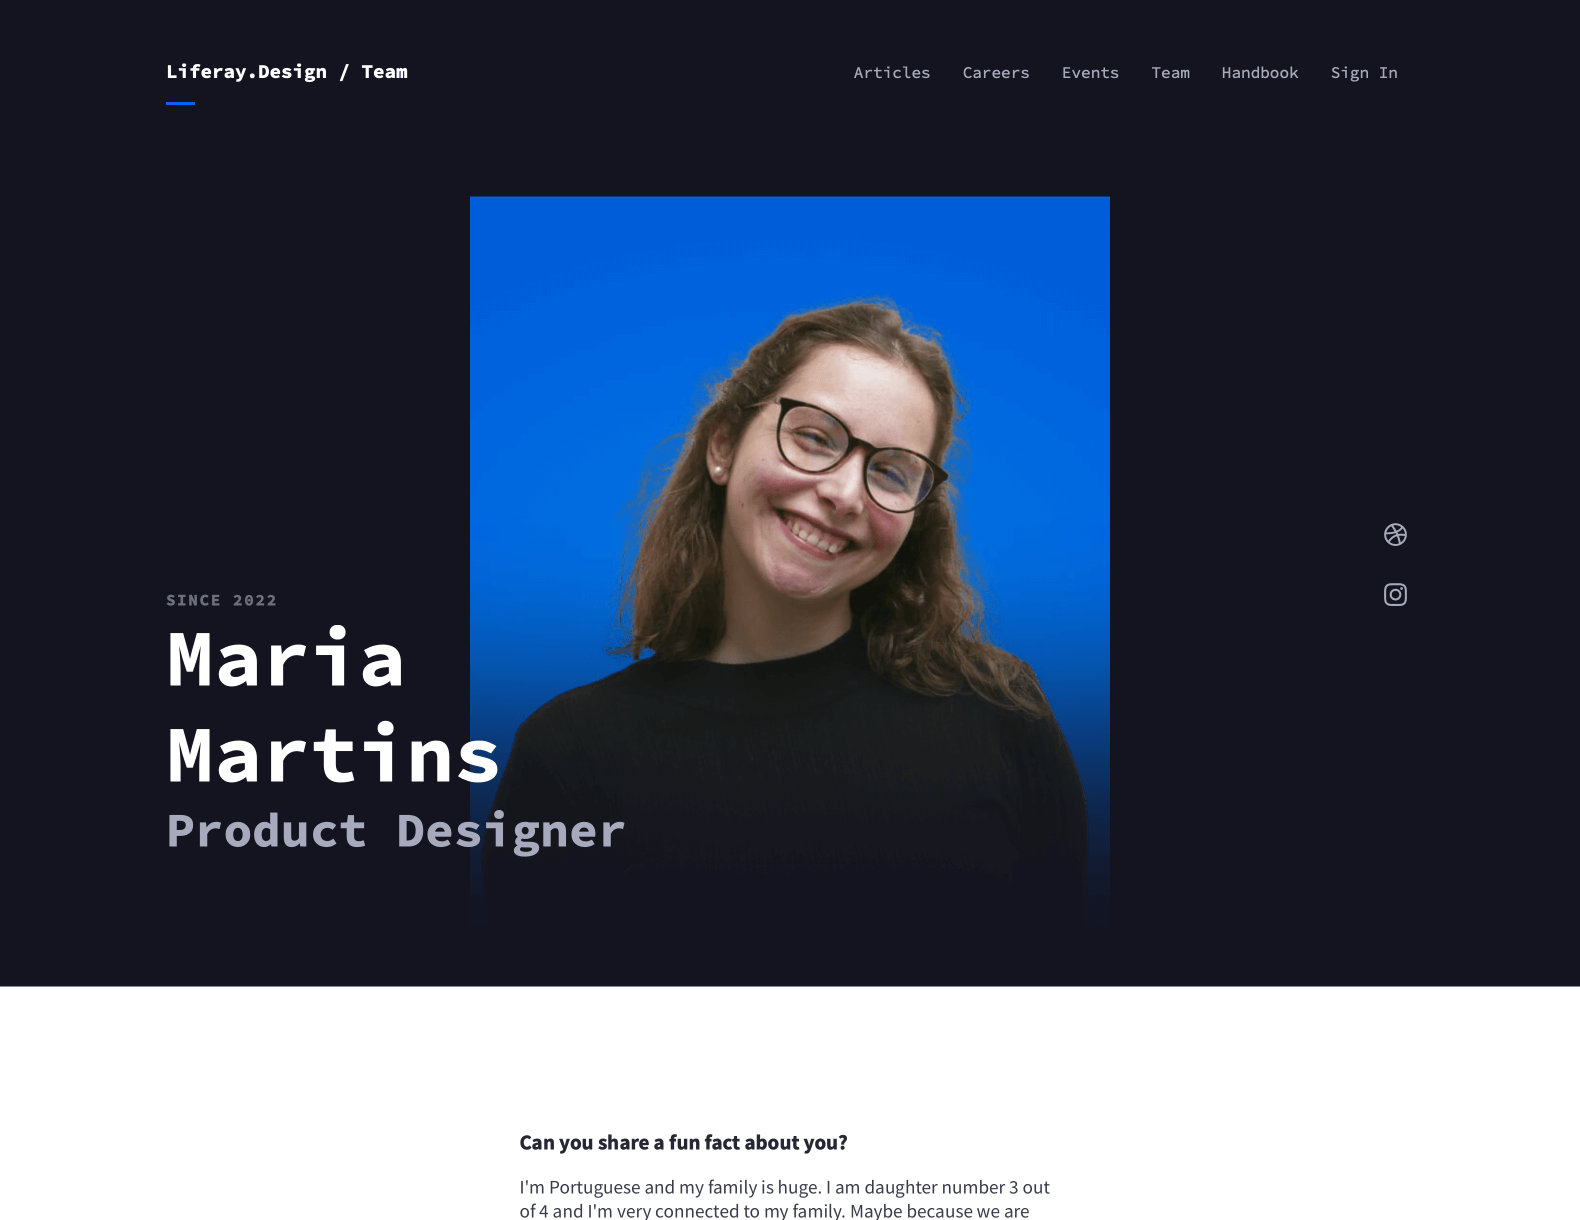 Liferay.Design / Team
Articles Careers Events Team Handbook Sign In
SINCE 2022
Maria
Martins
Product Designer
Can you share a fun fact about you?
I'm Portuguese and my family is huge. I am daughter number 3 out
of 4 and I'm very connected to my family. Maybe because we are